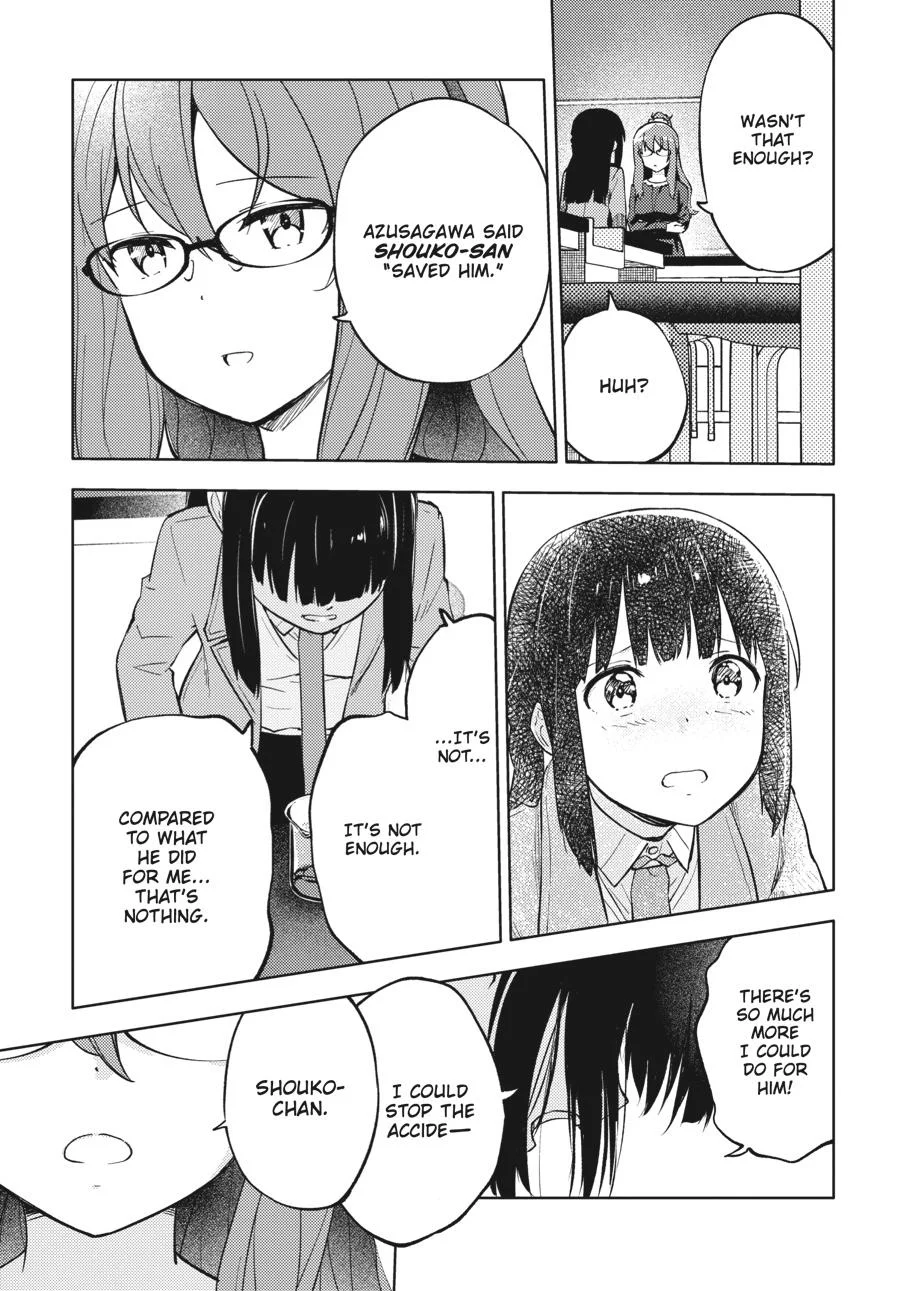 WASN'T
THAT
ENOUGH?
HUH?
AZUSAGAWA SAID
SHOUKO-SAN
"SAVED HIM."
...IT'S
NOT...
IT'S NOT
ENOUGH.
COMPARED
TO WHAT
HE DID
FOR ME...
THAT'S
NOTHING.
THERE'S
SO MUCH
MORE
I COULD
DO FOR
HIM!
I COULD
STOP THE
ACCIDE—
SHOUKO-
CHAN.